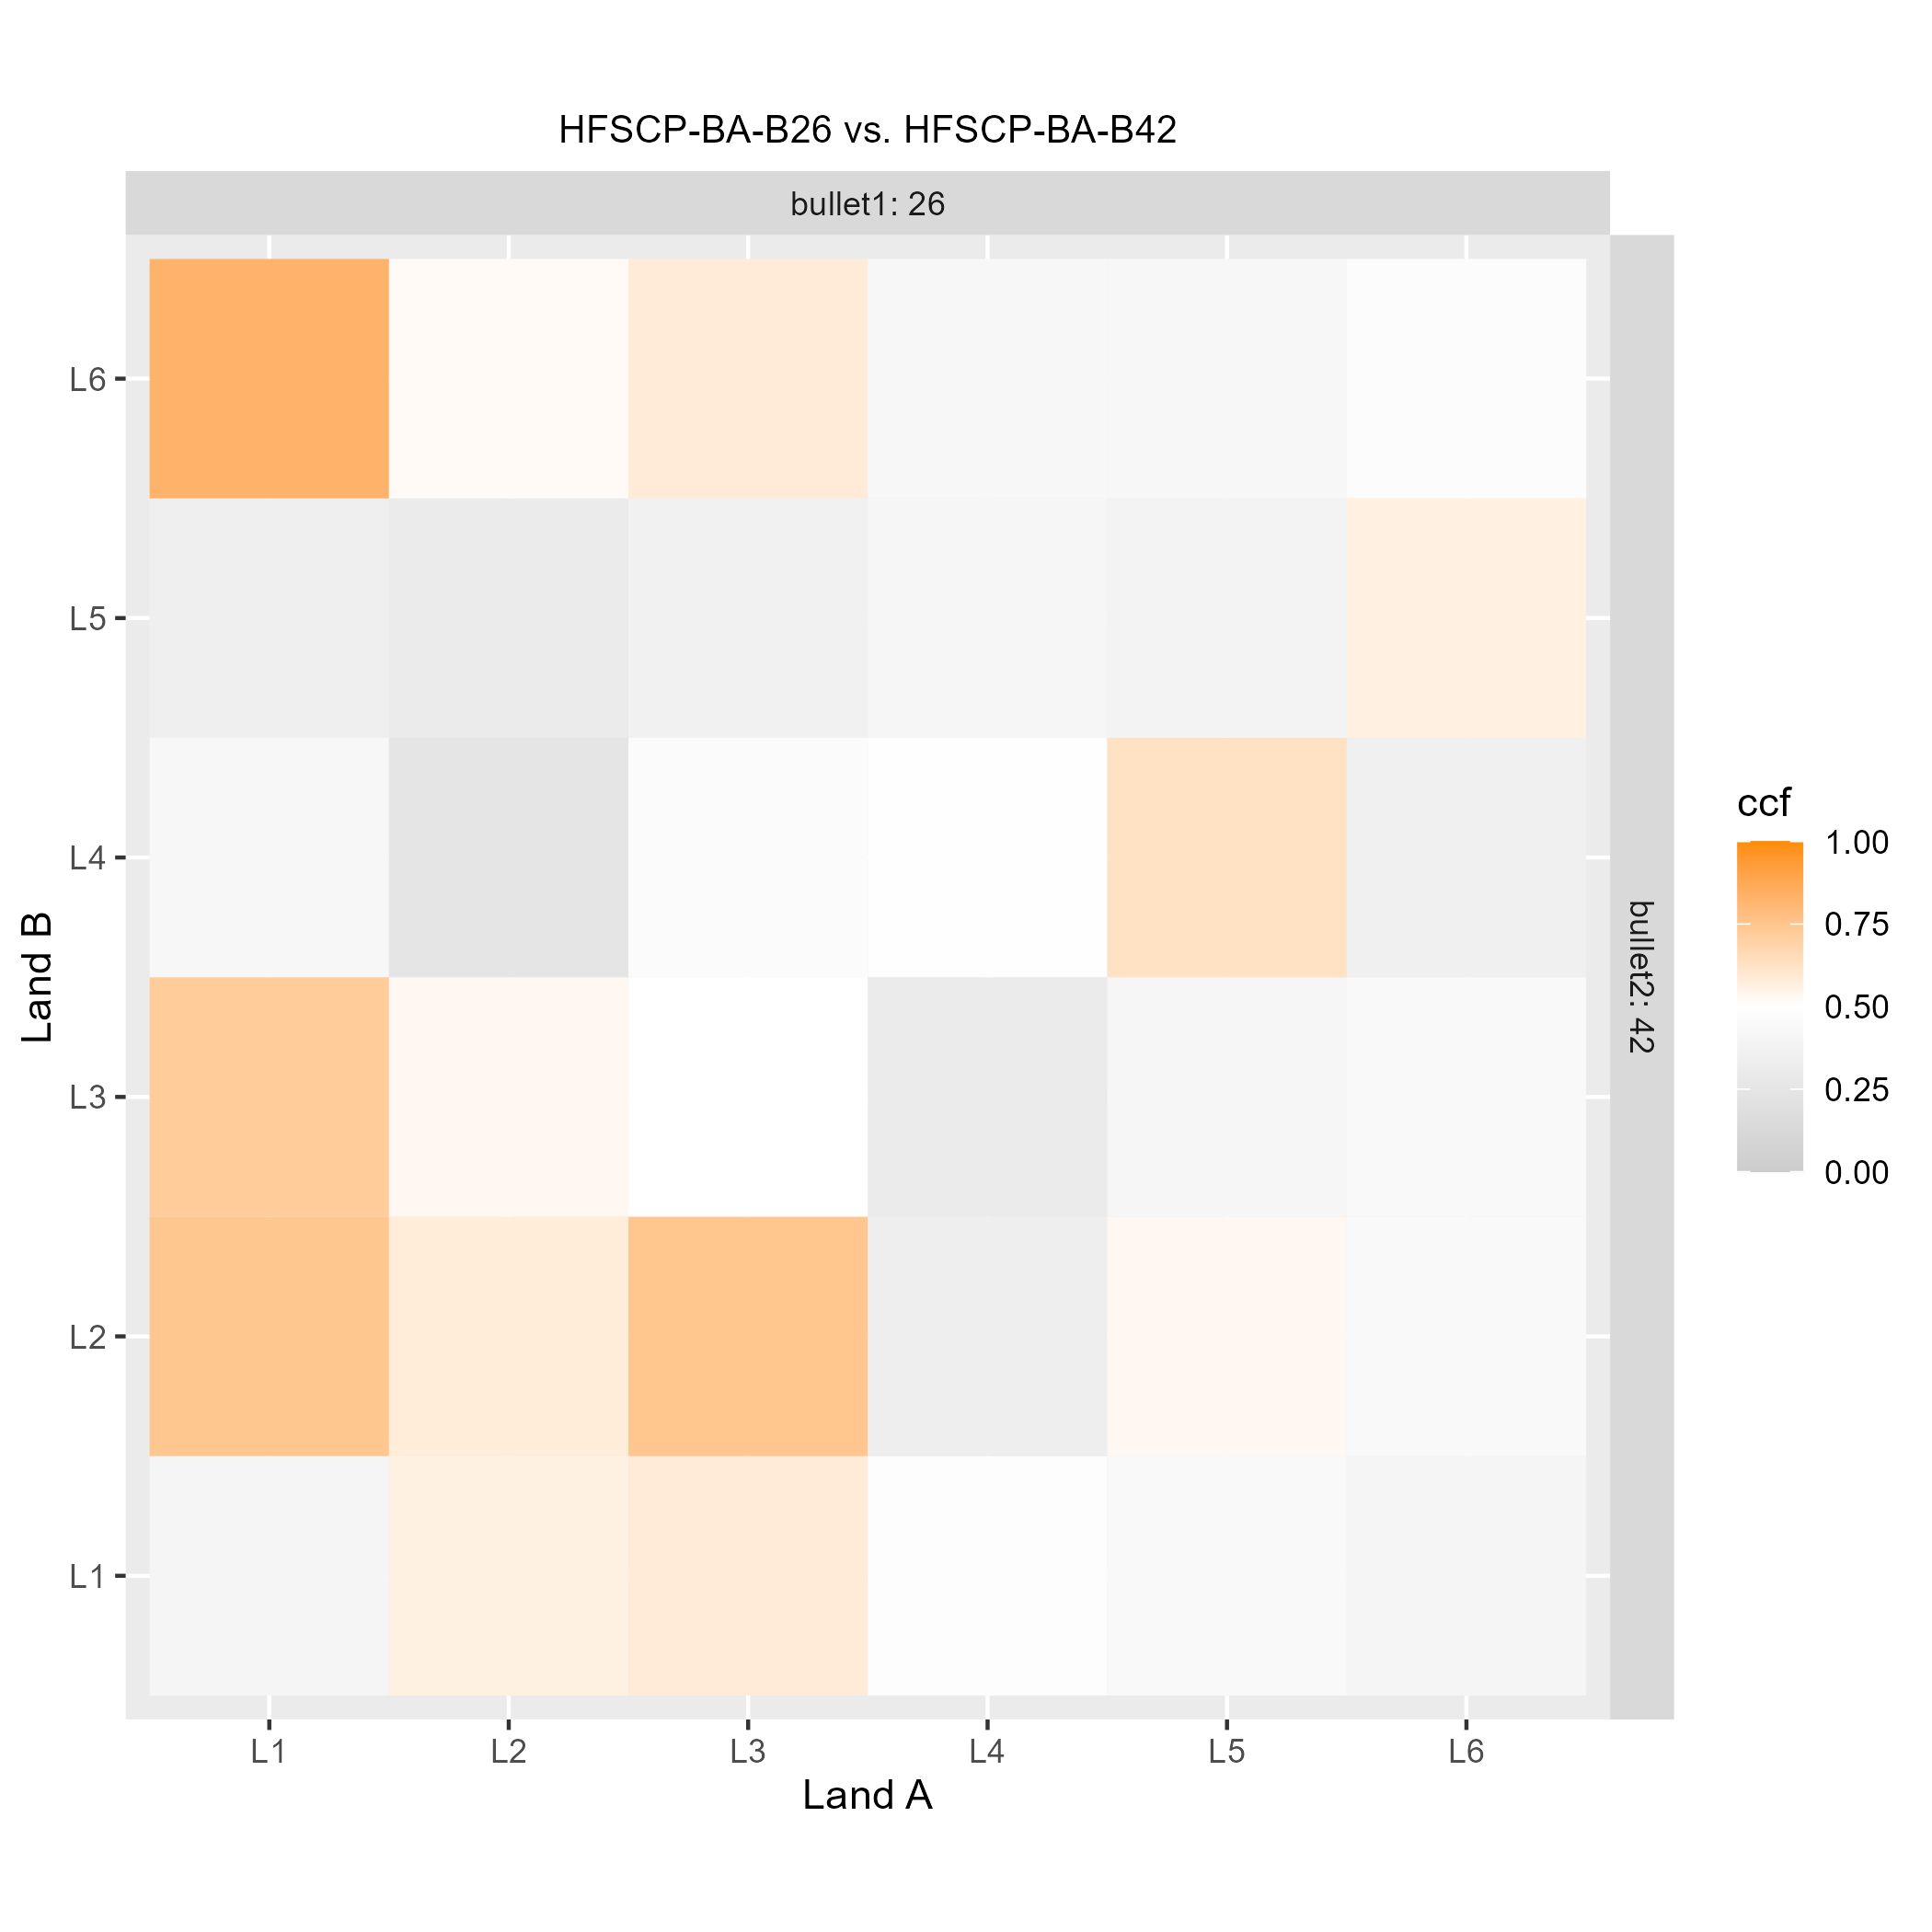 HFSCP-BA-B26 vs. HFSCP-BA-B42
bullet1: 26
L6
L5
L4
L3
L2
L1
Land B
bullet2: 42
ccf
1.00
0.75
0.50
0.25
0.00
L1 L2 L3 L4 L5 L6
Land A